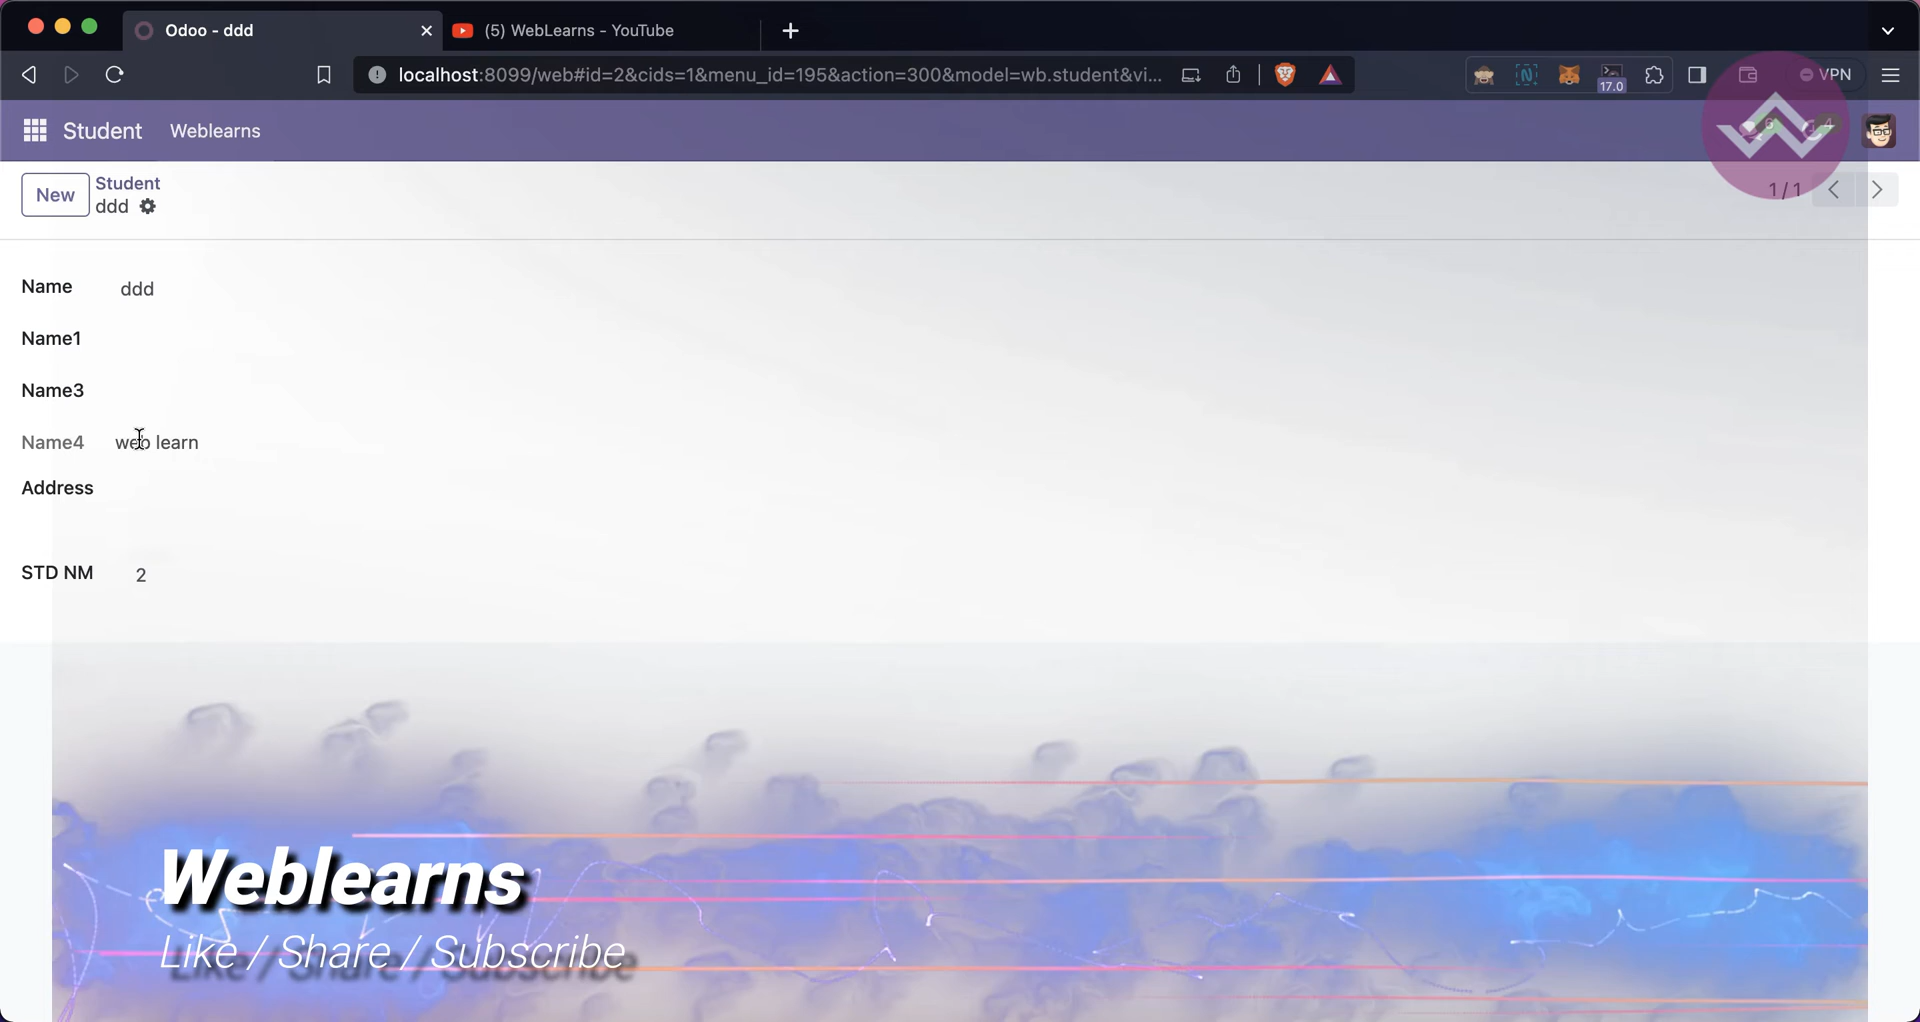 Odoo - ddd
(5) WebLearns - YouTube
localhost:8099/web#id=2&cids=1&menu_id=195&action=300&model=wb.student&vi...
17.0
VPN
Student
Weblearns
6
4
New
Student
ddd
1 / 1
Name ddd
Name1
Name3
Name4 web learn
Address
STD NM 2
Weblearns
Like / Share / Subscribe